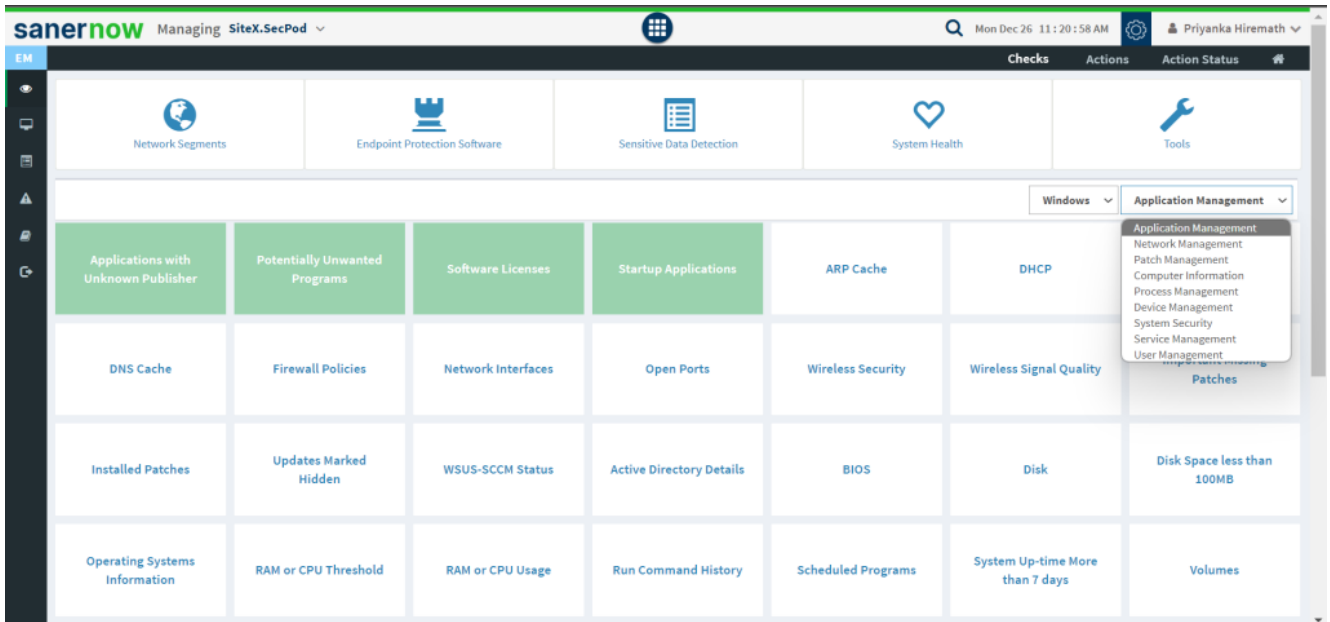 sanernow Managing SiteX.SecPod Mon Dec 26 11:20:58 AM Priyanka Hiremath
EM Checks Actions Action Status
Network Segments Endpoint Protection Software Sensitive Data Detection System Health Tools
Windows Application Management
Application Management
Network Management
Patch Management
Computer Information
Process Management
Device Management
System Security
Service Management
User Management
Applications with
Unknown Publisher
Potentially Unwanted
Programs
Software Licenses
Startup Applications
ARP Cache
DHCP
DNS Cache
Firewall Policies
Network Interfaces
Open Ports
Wireless Security
Wireless Signal Quality
Important Missing
Patches
Installed Patches
Updates Marked
Hidden
WSUS-SCCM Status
Active Directory Details
BIOS
Disk
Disk Space less than
100MB
Operating Systems
Information
RAM or CPU Threshold
RAM or CPU Usage
Run Command History
Scheduled Programs
System Up-time More
than 7 days
Volumes